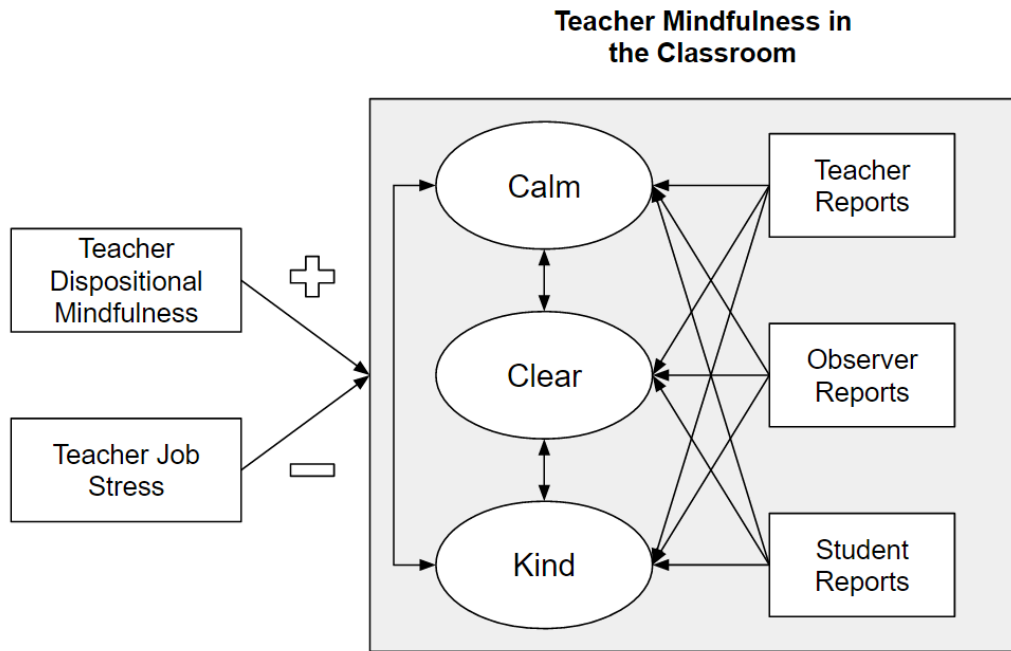 Teacher Mindfulness in
the Classroom
Calm
Teacher
Reports
Teacher
Dispositional
Mindfulness
Clear
Observer
Reports
Teacher Job
Stress
Kind
Student
Reports